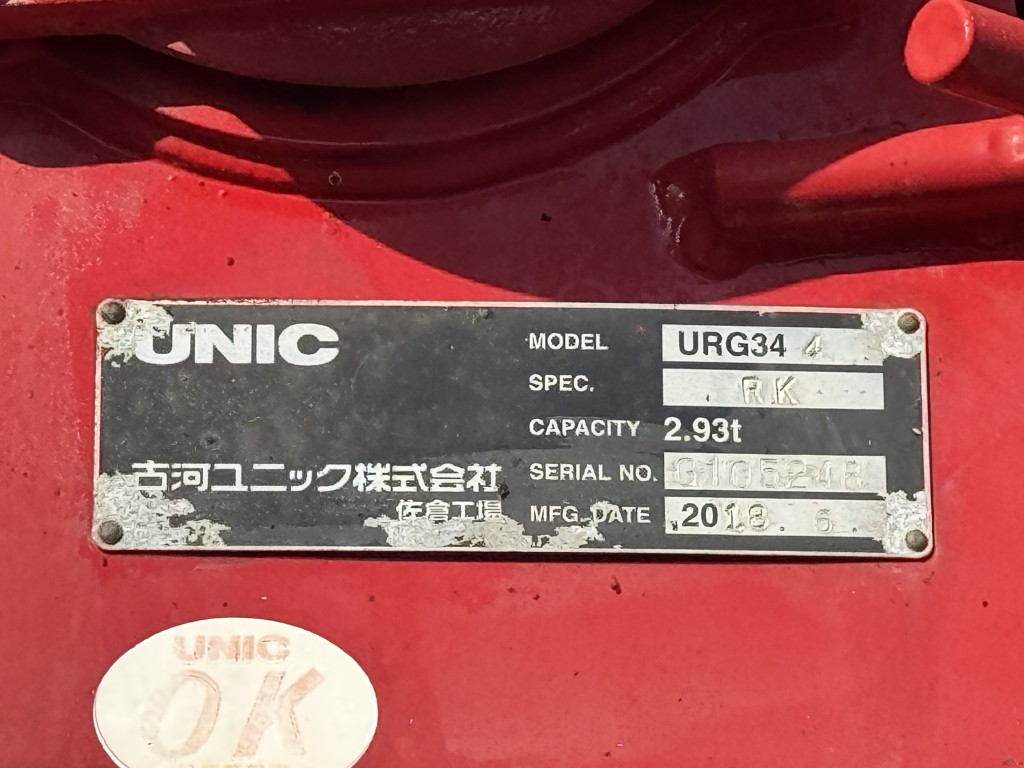 UNIC
MODEL URG34 4
SPEC. RK
CAPACITY 2.93t
古河ユニック株式会社
SERIAL NO. G105248
佐倉工場
MFG. DATE 2018. 6
UNIC
OK